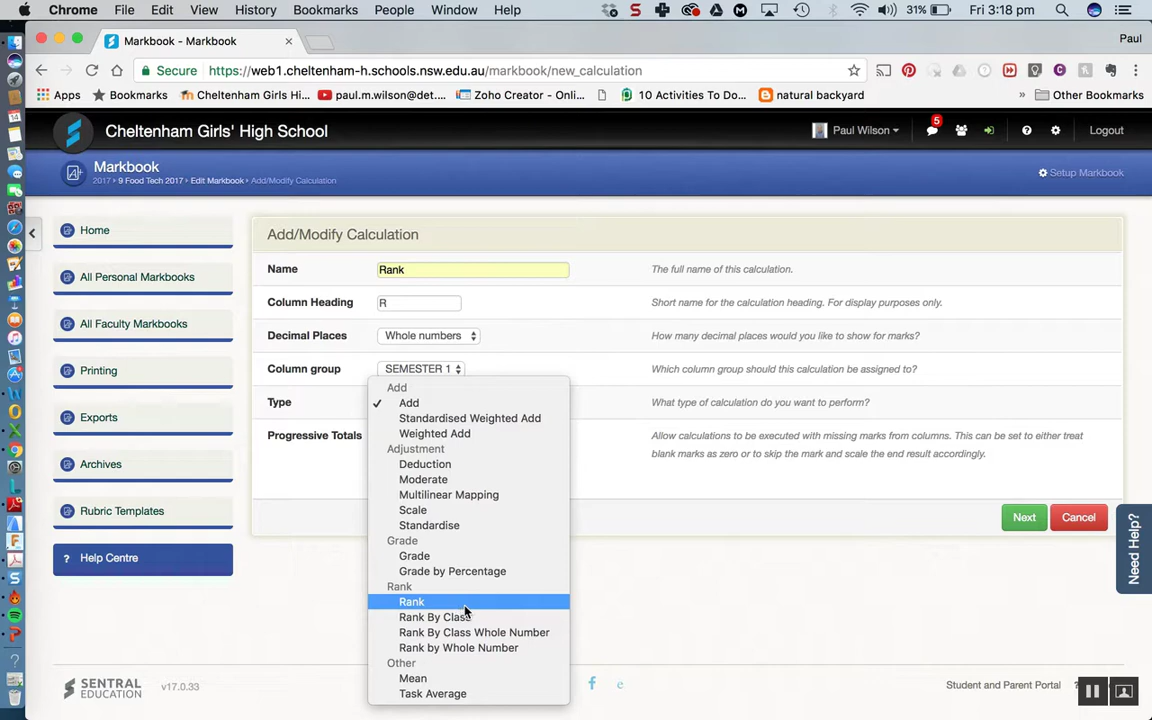 Chrome File Edit View History Bookmarks People Window Help 31% Fri 3:18 pm
Markbook - Markbook Paul
Secure https://web1.cheltenham-h.schools.nsw.edu.au/markbook/new_calculation
Apps Bookmarks Cheltenham Girls Hi... paul.m.wilson@det.... Zoho Creator - Onli... 10 Activities To Do... natural backyard » Other Bookmarks
Cheltenham Girls' High School Paul Wilson 5 Logout
Markbook
2017 9 Food Tech 2017 Edit Markbook Add/Modify Calculation Setup Markbook
Home
All Personal Markbooks
All Faculty Markbooks
Printing
Exports
Archives
Rubric Templates
? Help Centre
Add/Modify Calculation
Name Rank The full name of this calculation.
Column Heading R Short name for the calculation heading. For display purposes only.
Decimal Places Whole numbers How many decimal places would you like to show for marks?
Column group SEMESTER 1 Which column group should this calculation be assigned to?
Type What type of calculation do you want to perform?
Progressive Totals Allow calculations to be executed with missing marks from columns. This can be set to either treat
blank marks as zero or to skip the mark and scale the end result accordingly.
Add
✓ Add
Standardised Weighted Add
Weighted Add
Adjustment
Deduction
Moderate
Multilinear Mapping
Scale
Standardise
Grade
Grade
Grade by Percentage
Rank
Rank
Rank By Class
Rank By Class Whole Number
Rank by Whole Number
Other
Mean
Task Average
Next Cancel
Need Help?
SENTRAL
EDUCATION
v17.0.33
Student and Parent Portal